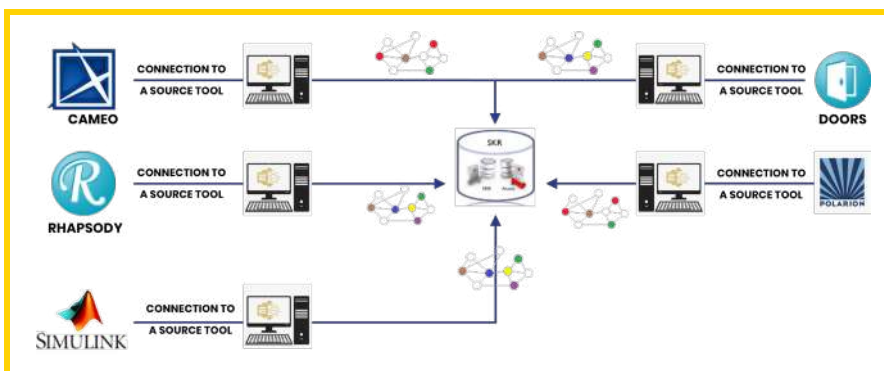 CONNECTION TO
A SOURCE TOOL
CAMEO
CONNECTION TO
A SOURCE TOOL
DOORS
SKR
CONNECTION TO
A SOURCE TOOL
R
RHAPSODY
CONNECTION TO
A SOURCE TOOL
POLARION
CONNECTION TO
A SOURCE TOOL
SIMULINK